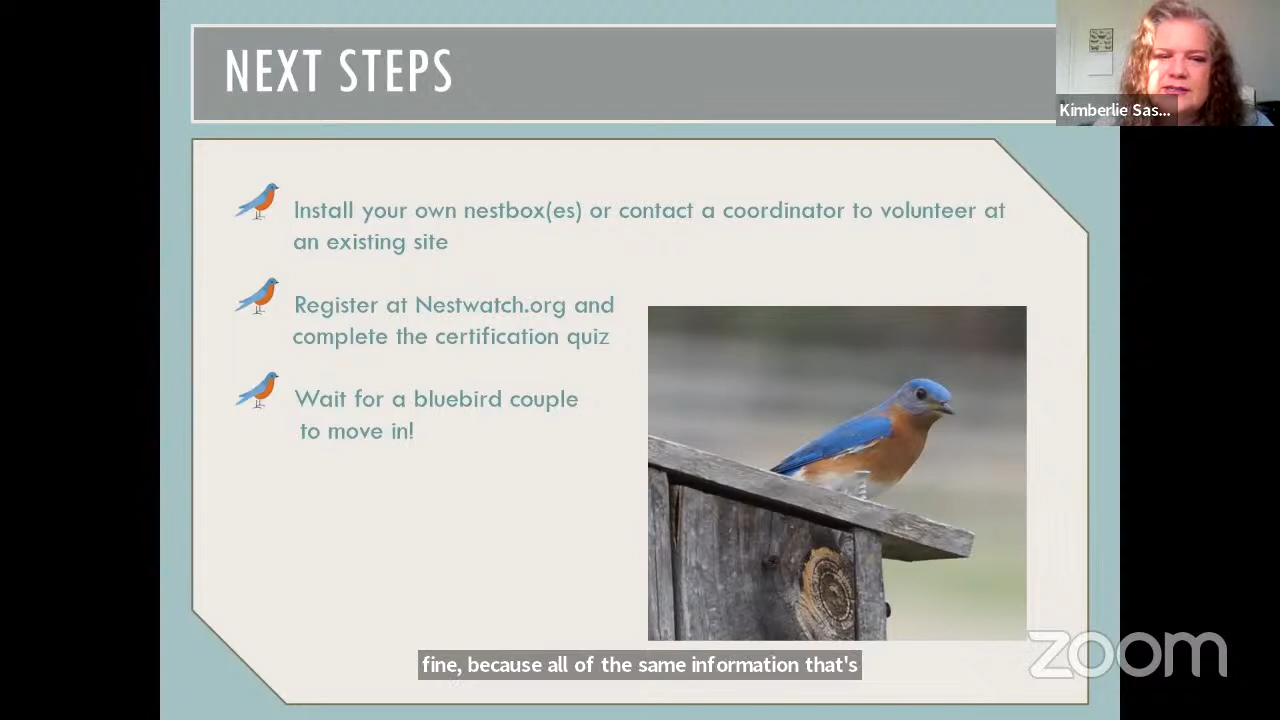 NEXT STEPS
Kimberlie Sas...
Install your own nestbox(es) or contact a coordinator to volunteer at
an existing site
Register at Nestwatch.org and
complete the certification quiz
Wait for a bluebird couple
to move in!
fine, because all of the same information that's
zoom